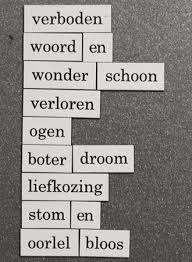 verboden
woord en
wonder schoon
verloren
ogen
boter droom
liefkozing
stom en
oorlel bloos